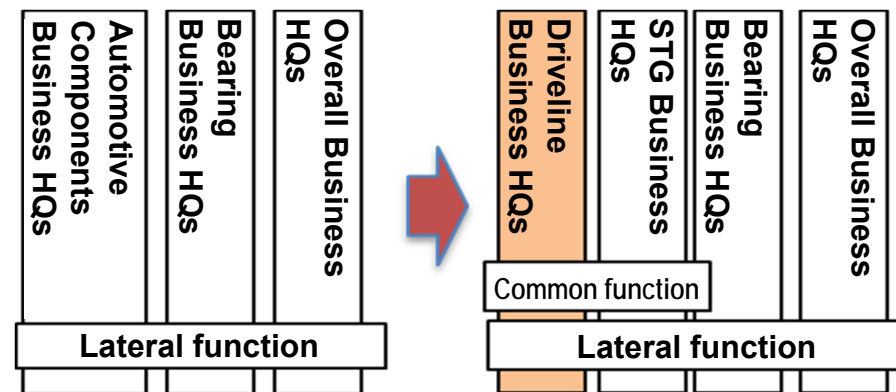 Automotive
Components
Business HQs
Bearing
Business HQs
Overall Business
HQs
Lateral function
Driveline
Business HQs
STG Business
HQs
Bearing
Business HQs
Overall Business
HQs
Common function
Lateral function